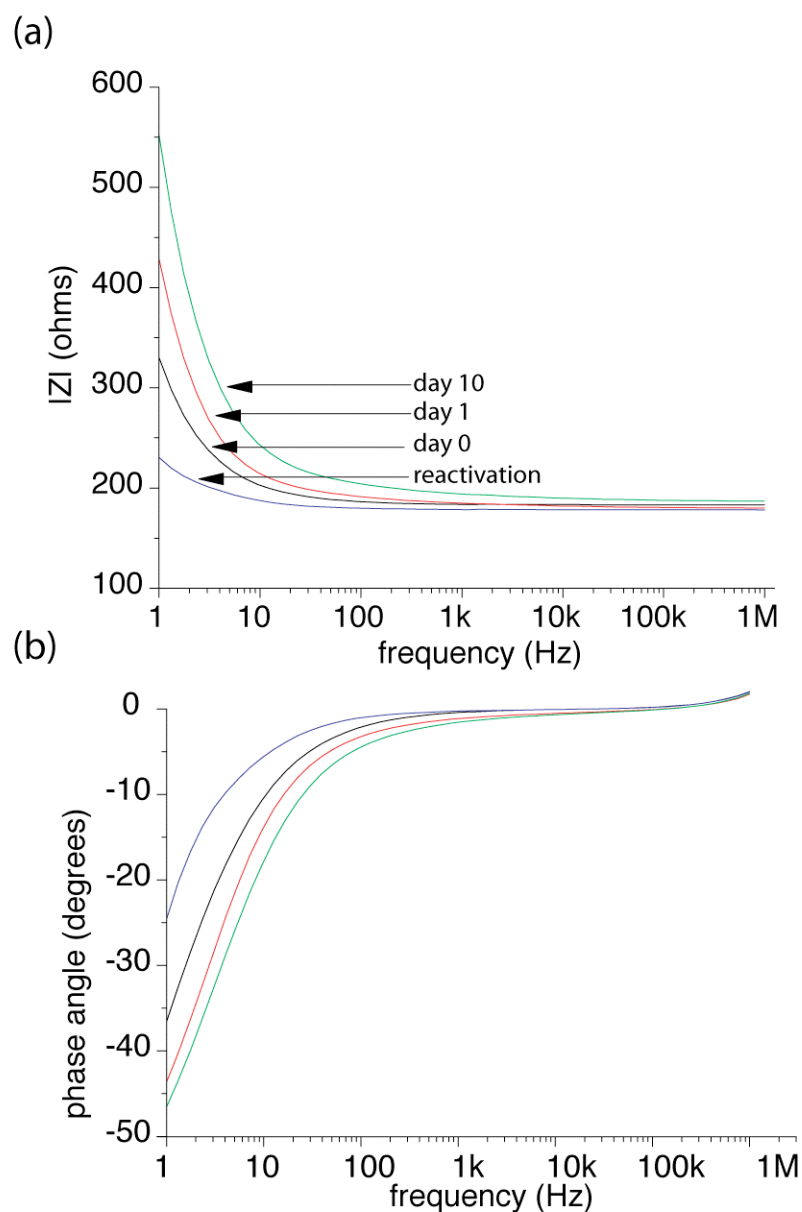 (a)
600
500
400
300
200
100
|Z| (ohms)
day 10
day 1
day 0
reactivation
1 10 100 1k 10k 100k 1M
frequency (Hz)
(b)
0
-10
-20
-30
-40
-50
phase angle (degrees)
1 10 100 1k 10k 100k 1M
frequency (Hz)